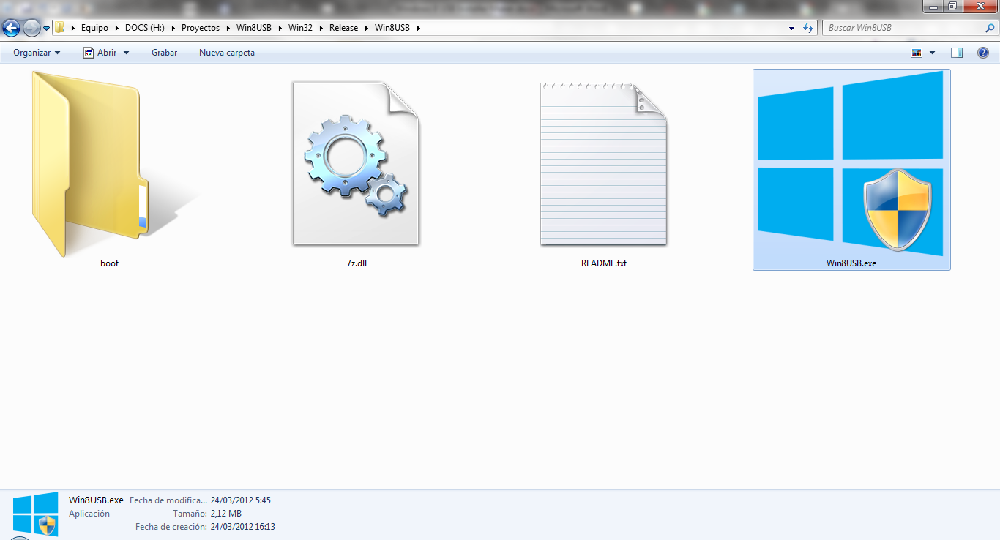 Equipo DOCS (H:) Proyectos Win8USB Win32 Release Win8USB Buscar Win8USB
Organizar Abrir Grabar Nueva carpeta
boot 7z.dll README.txt Win8USB.exe
Win8USB.exe Fecha de modifica... 24/03/2012 5:45
Aplicación Tamaño: 2,12 MB
Fecha de creación: 24/03/2012 16:13